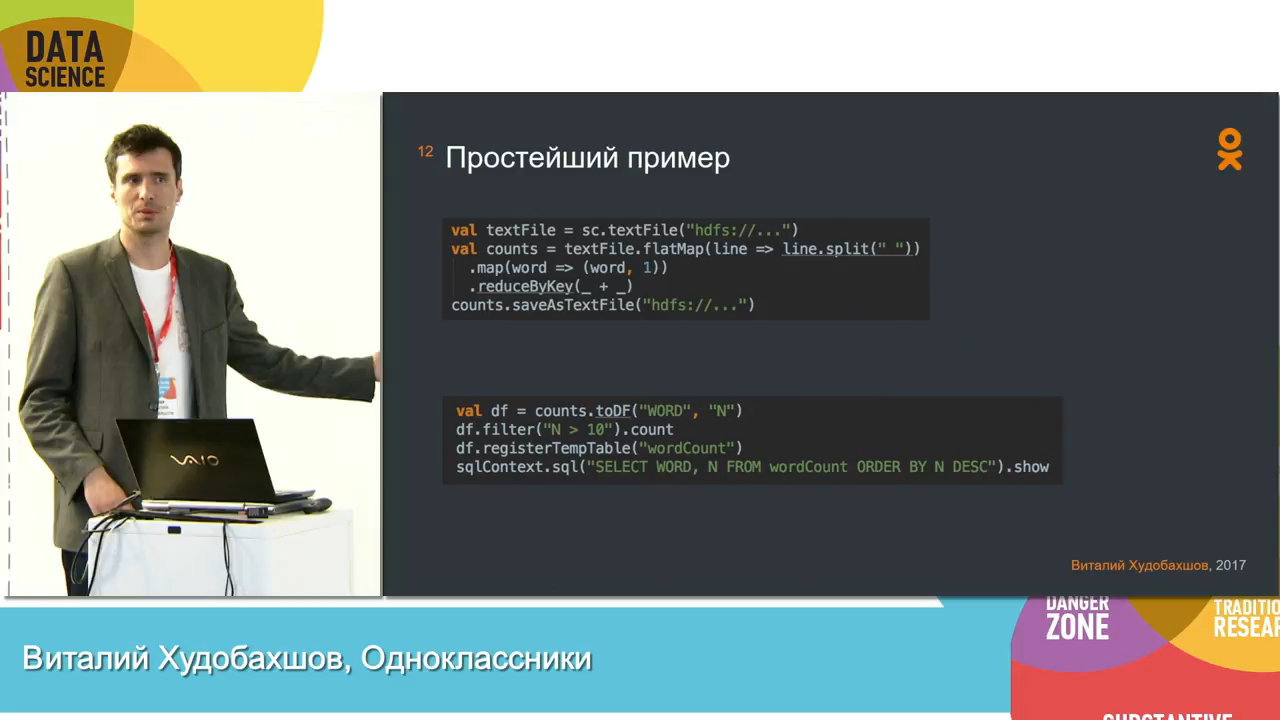 DATA
SCIENCE
12 Простейший пример
val textFile = sc.textFile("hdfs://...")
val counts = textFile.flatMap(line => line.split(" "))
.map(word => (word, 1))
.reduceByKey(_ + _)
counts.saveAsTextFile("hdfs://...")
val df = counts.toDF("WORD", "N")
df.filter("N > 10").count
df.registerTempTable("wordCount")
sqlContext.sql("SELECT WORD, N FROM wordCount ORDER BY N DESC").show
VAIO
Виталий Худобахшов, 2017
DANGER
ZONE
TRADITIO
RESEAR
Виталий Худобахшов, Одноклассники
SUBSTANTIVE